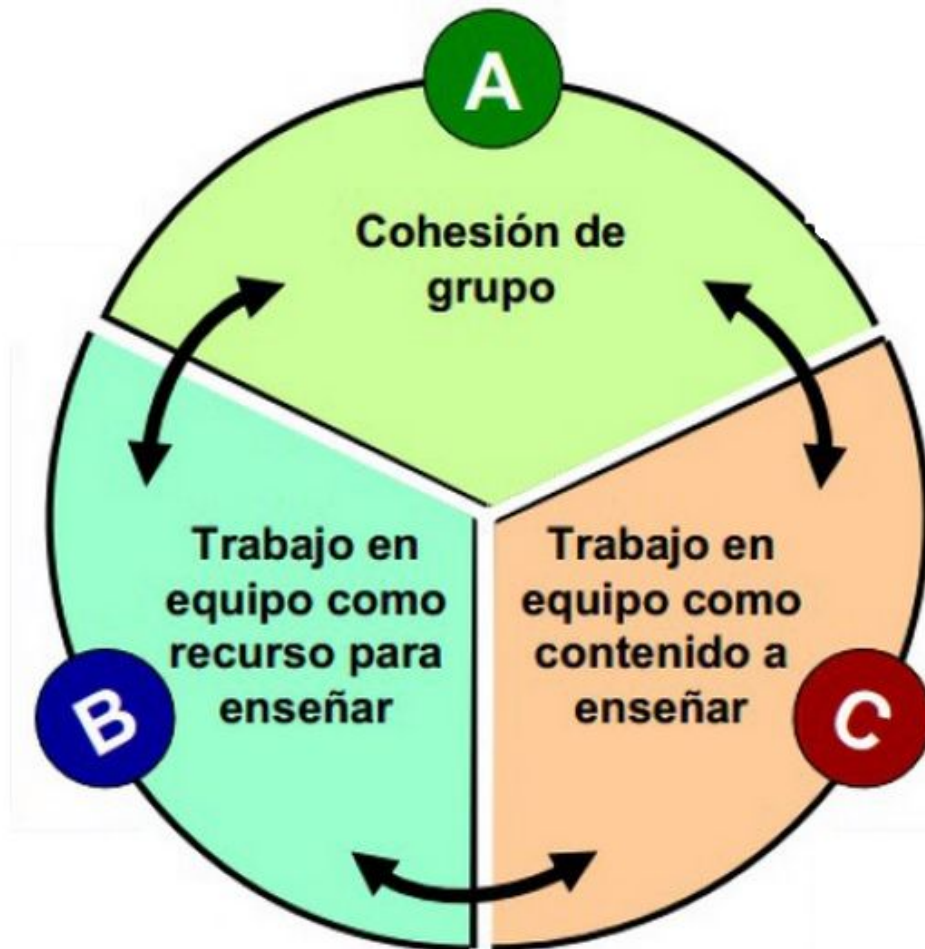 A
Cohesión de
grupo
Trabajo en
equipo como
recurso para
enseñar
B
Trabajo en
equipo como
contenido a
enseñar
C